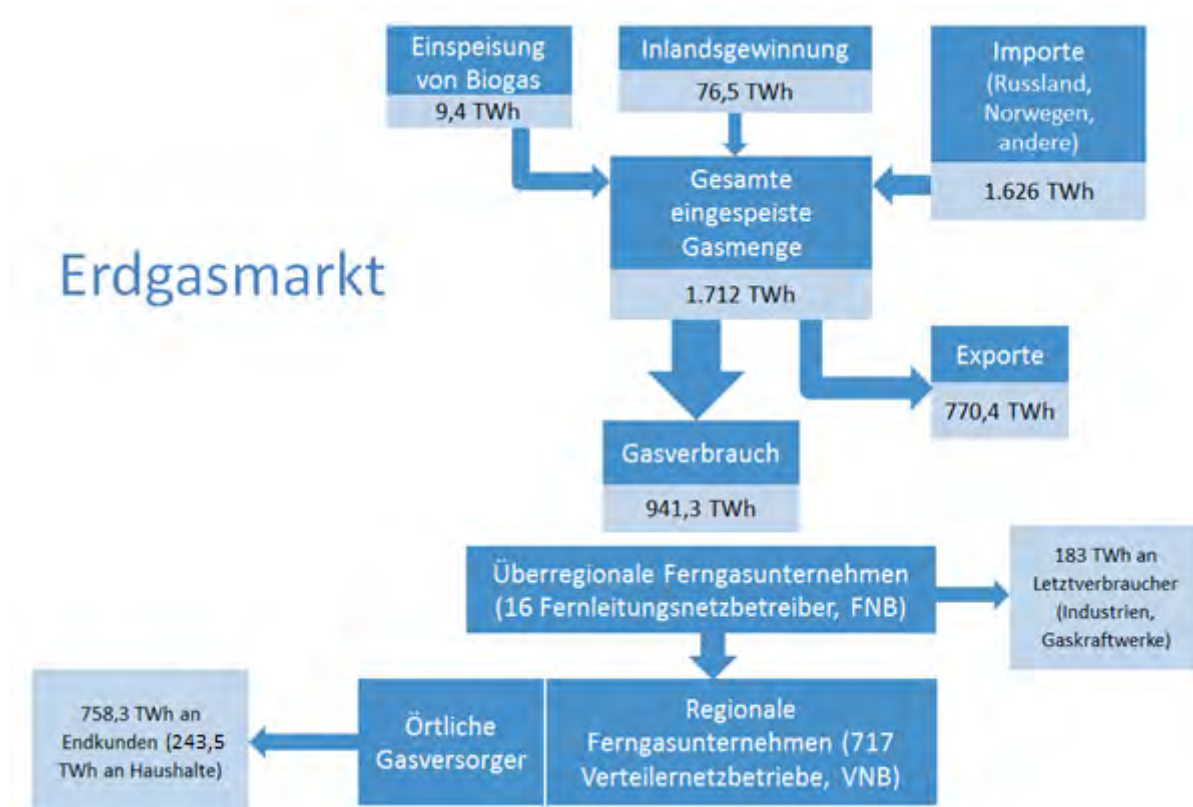 Einspeisung
von Biogas
9,4 TWh
Inlandsgewinnung
76,5 TWh
Importe
(Russland,
Norwegen,
andere)
1.626 TWh
Gesamte
eingespeiste
Gasmenge
1.712 TWh
Erdgasmarkt
Exporte
770,4 TWh
Gasverbrauch
941,3 TWh
Überregionale Ferngasunternehmen
(16 Fernleitungsnetzbetreiber, FNB)
183 TWh an
Letztverbraucher
(Industrien,
Gaskraftwerke)
758,3 TWh an
Endkunden (243,5
TWh an Haushalte)
Örtliche
Gasversorger
Regionale
Ferngasunternehmen (717
Verteilernetzbetriebe, VNB)